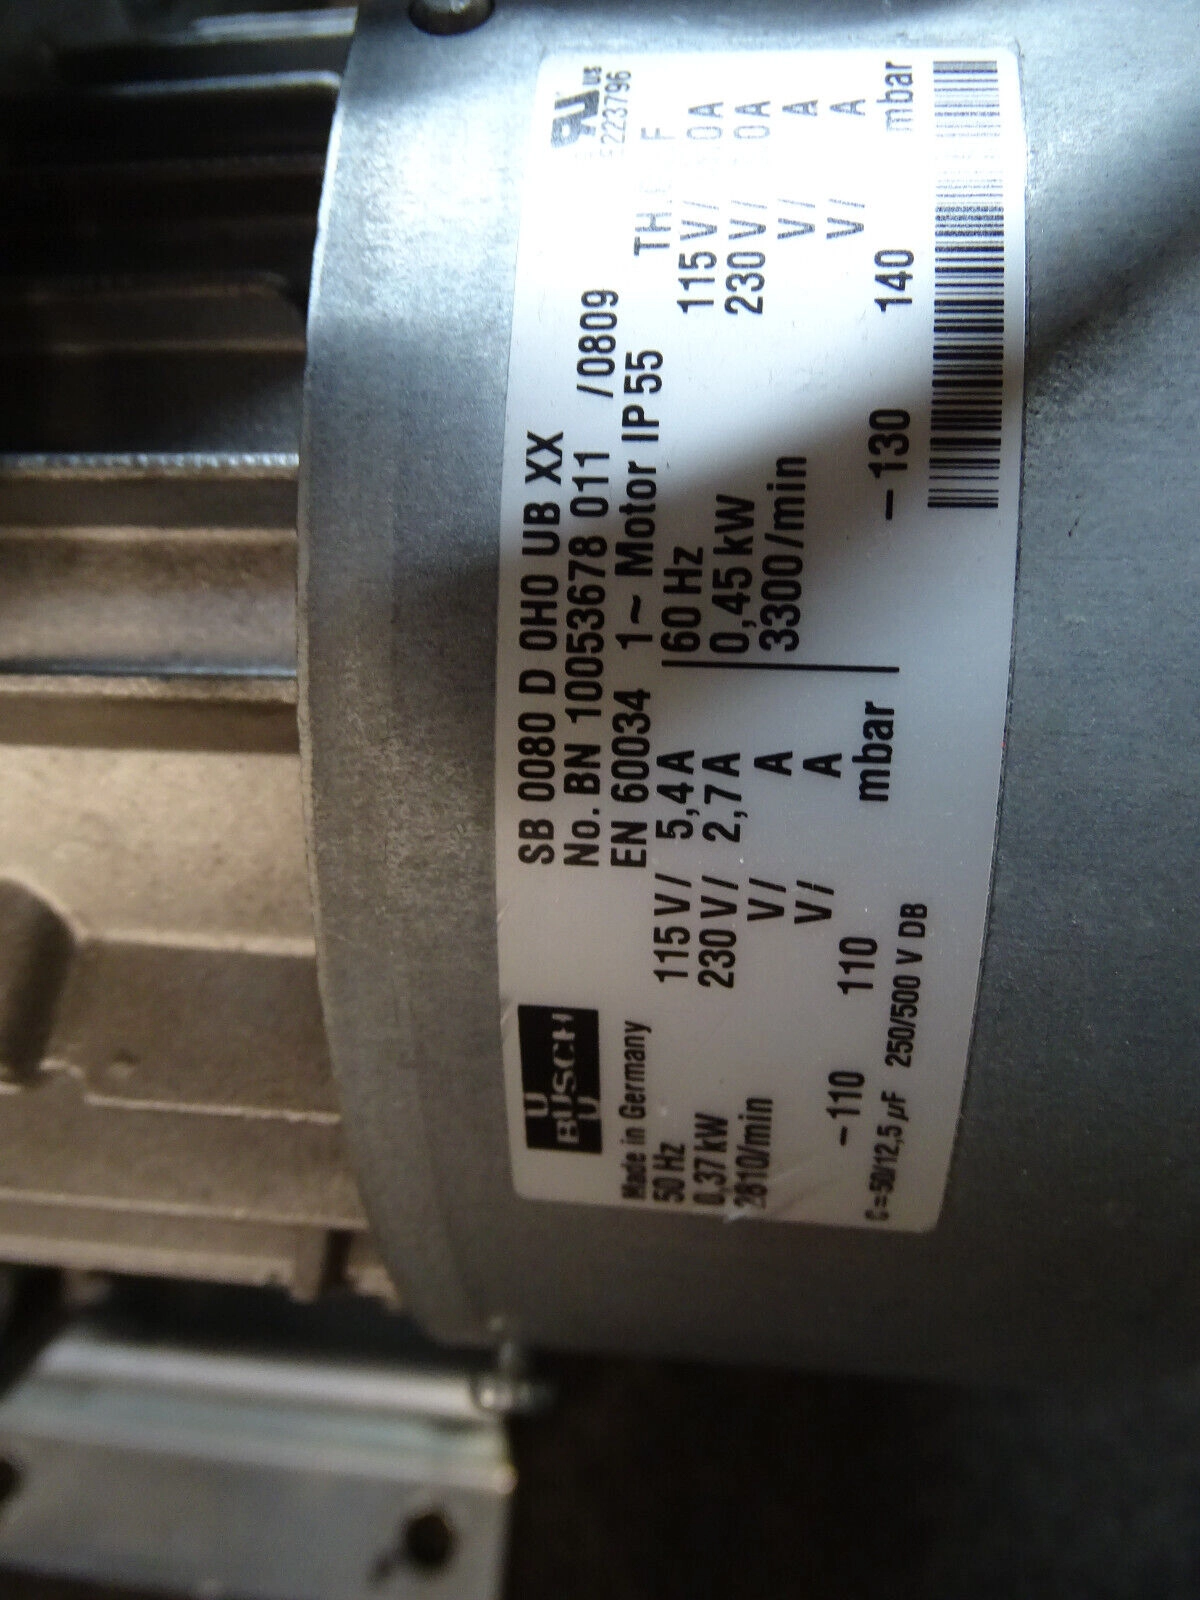 BUSCH
SB 0080 D 0H0 UB XX
No. BN 10053678 011 /0809
E223796
Made in Germany EN 60034 1~ Motor IP 55
50 Hz 115 V/ 5,4 A 60 Hz 115 V/ A
0,37 kW 230 V/ 2,7 A 0,45 kW 230 V/ A
2810/min V/ A 3300/min V/ A
V/ A V/ A
-110 110 mbar -130 140 mbar
C = 50/12,5 µF 250/500 V DB